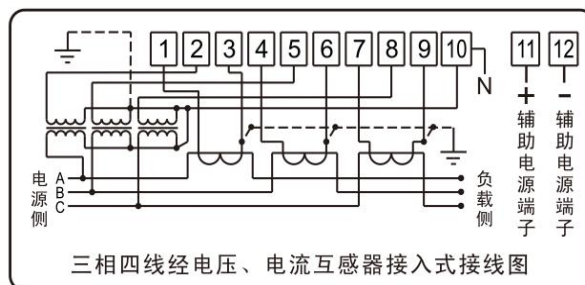 1 2 3 4 5 6 7 8 9 10 11 12
N
+ -
辅助电源端子
辅助电源端子
电源侧
A
B
C
负载侧
三相四线经电压、电流互感器接入式接线图